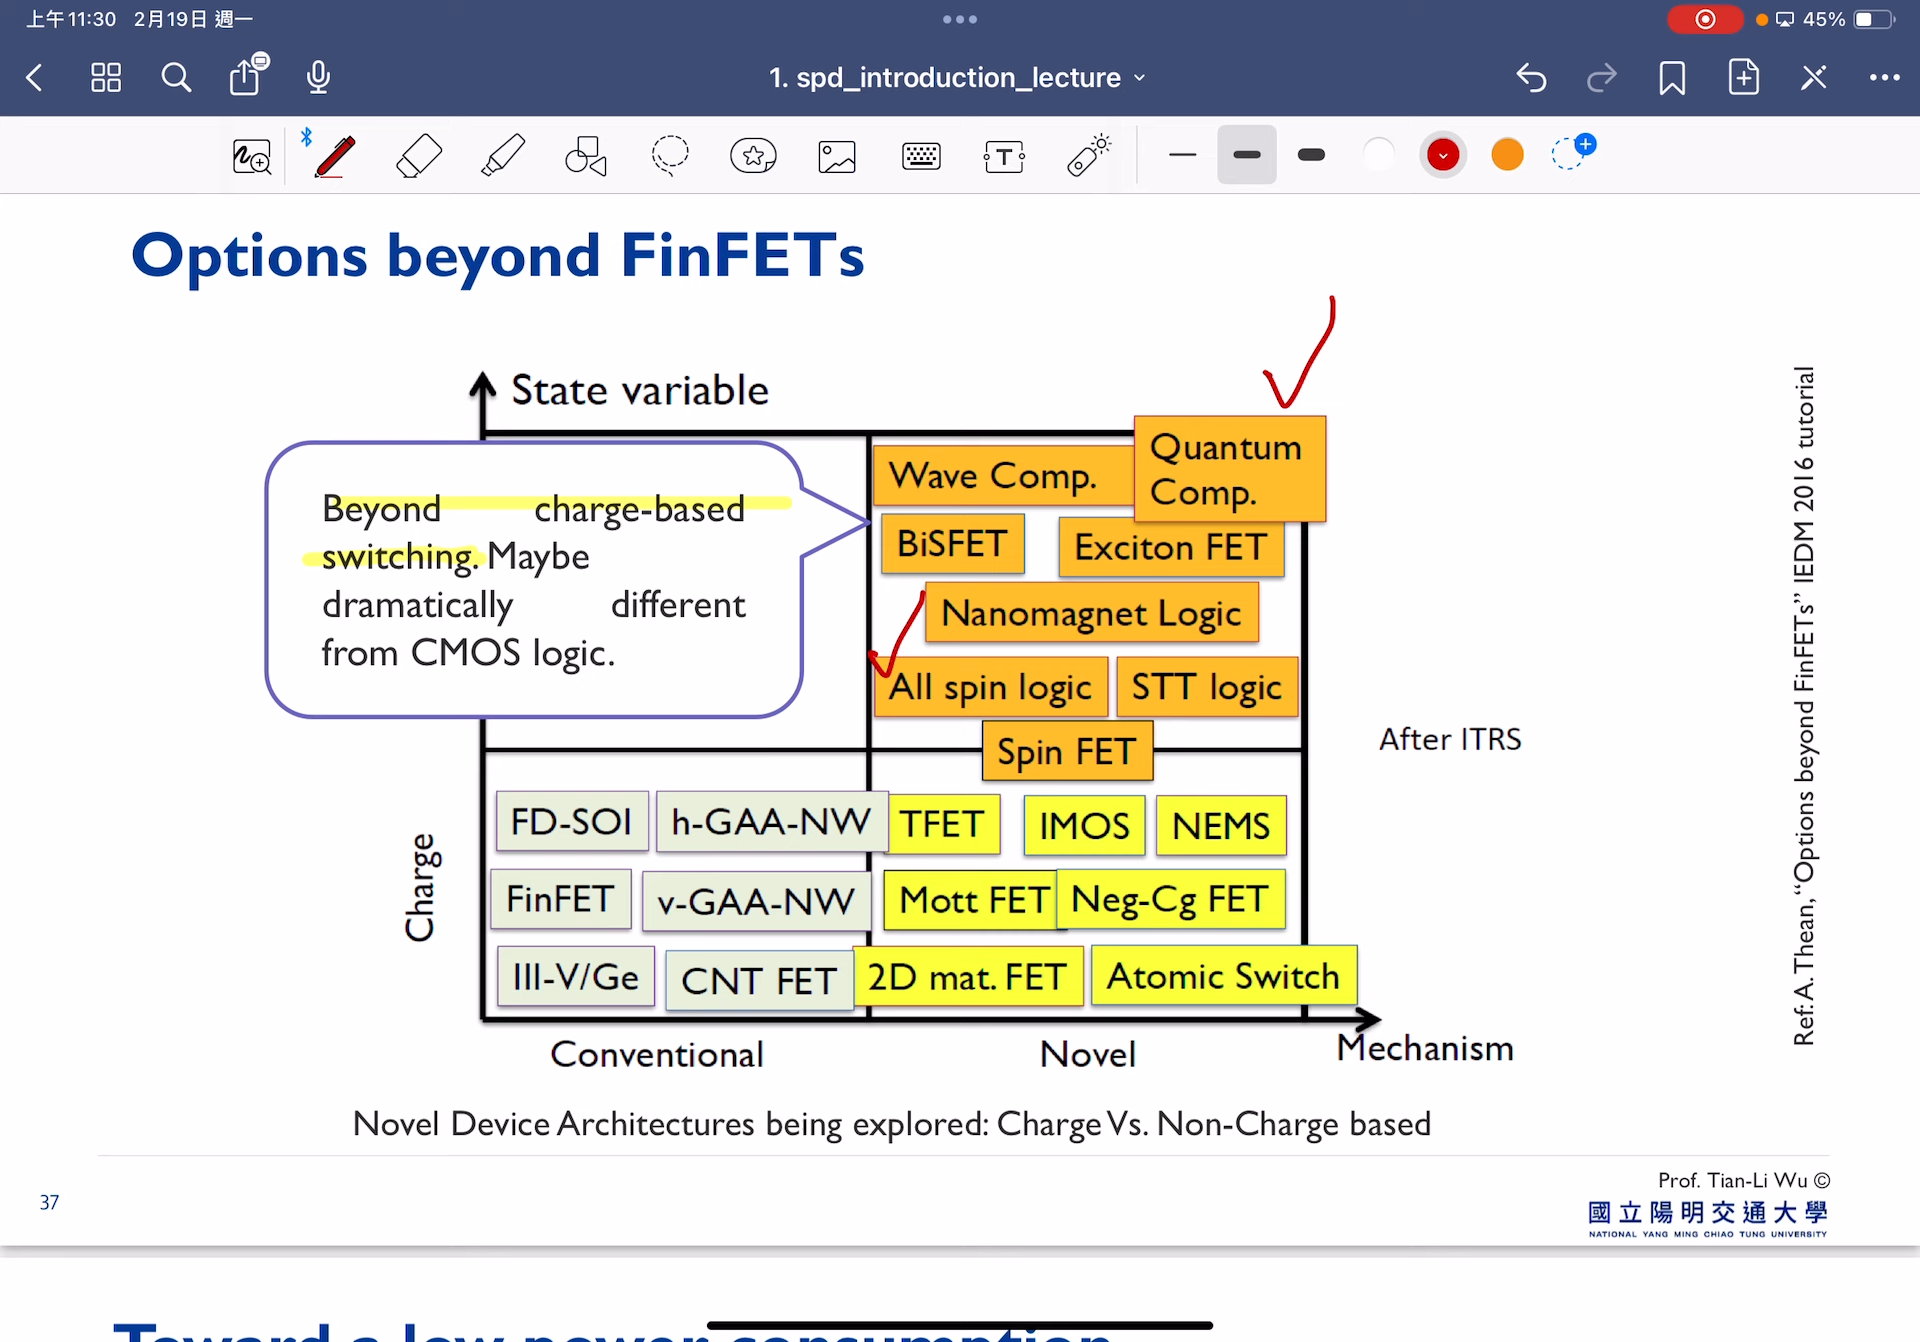 上午11:30 2月19日 週一
45%
1. spd_introduction_lecture
Options beyond FinFETs
State variable
Beyond charge-based
switching. Maybe
dramatically different
from CMOS logic.
Wave Comp.
Quantum
Comp.
BiSFET
Exciton FET
Nanomagnet Logic
All spin logic
STT logic
Spin FET
After ITRS
Charge
FD-SOI
h-GAA-NW
TFET
IMOS
NEMS
FinFET
v-GAA-NW
Mott FET
Neg-Cg FET
III-V/Ge
CNT FET
2D mat. FET
Atomic Switch
Conventional
Novel
Mechanism
Ref: A. Thean, “Options beyond FinFETs” IEDM 2016 tutorial
Novel Device Architectures being explored: Charge Vs. Non-Charge based
Prof. Tian-Li Wu ©
37
國立陽明交通大學
NATIONAL YANG MING CHIAO TUNG UNIVERSITY
Toward a low power consumption